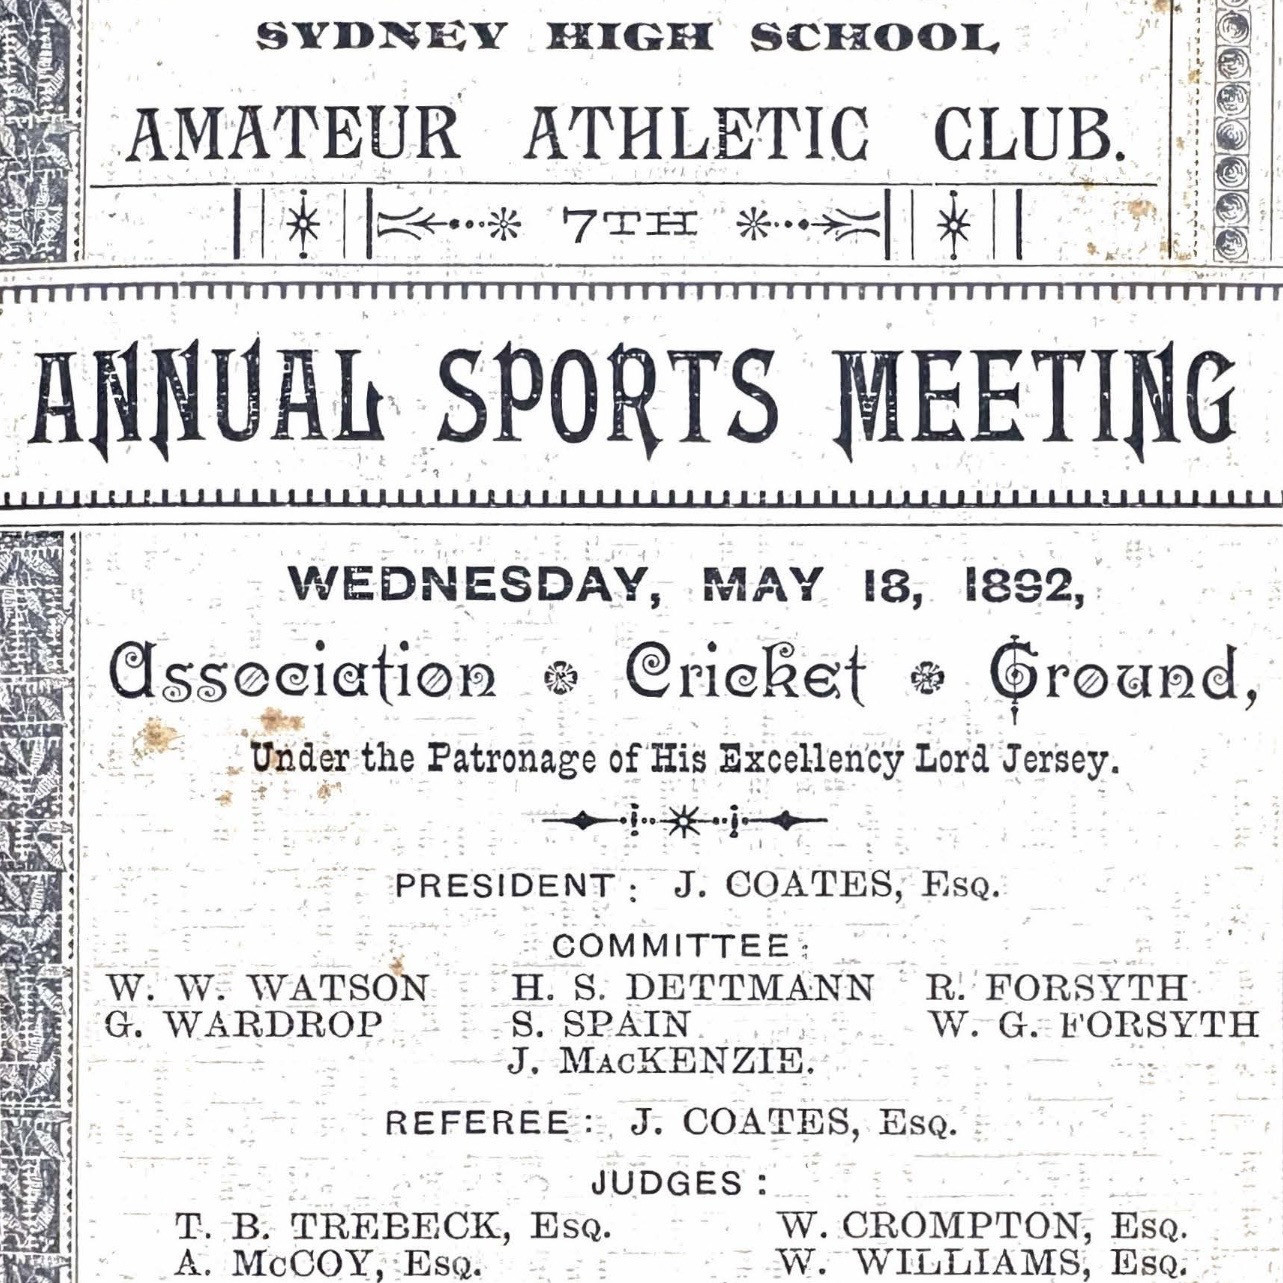 SYDNEY HIGH SCHOOL
AMATEUR ATHLETIC CLUB.
7TH
ANNUAL SPORTS MEETING
WEDNESDAY, MAY 18, 1892,
Association Cricket Ground,
Under the Patronage of His Excellency Lord Jersey.
PRESIDENT: J. COATES, Esq.
COMMITTEE:
W. W. WATSON H. S. DETTMANN R. FORSYTH
G. WARDROP S. SPAIN W. G. FORSYTH
J. MacKENZIE.
REFEREE: J. COATES, Esq.
JUDGES:
T. B. TREBECK, Esq. W. CROMPTON, Esq.
A. McCOY, Esq. W. WILLIAMS, Esq.